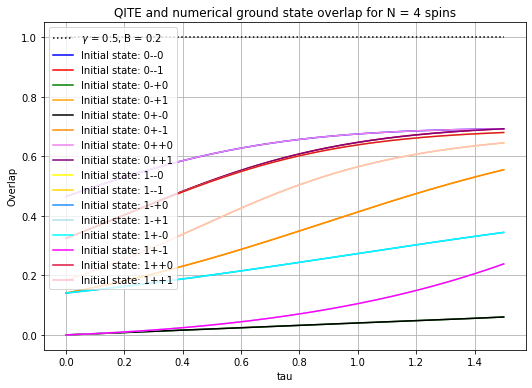 QITE and numerical ground state overlap for N = 4 spins
γ = 0.5, B = 0.2
Initial state: 0--0
Initial state: 0--1
Initial state: 0-+0
Initial state: 0-+1
Initial state: 0+-0
Initial state: 0+-1
Initial state: 0++0
Initial state: 0++1
Initial state: 1--0
Initial state: 1--1
Initial state: 1-+0
Initial state: 1-+1
Initial state: 1+-0
Initial state: 1+-1
Initial state: 1++0
Initial state: 1++1
Overlap
1.0
0.8
0.6
0.4
0.2
0.0
0.0 0.2 0.4 0.6 0.8 1.0 1.2 1.4
tau